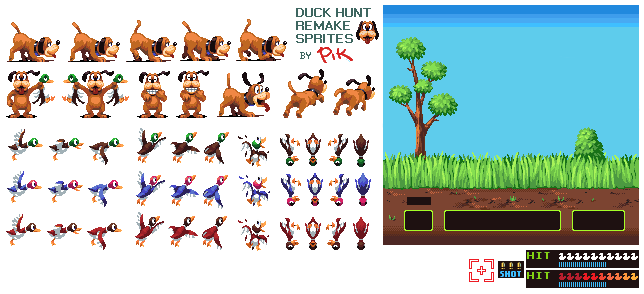 DUCK HUNT
REMAKE
SPRITES
BY PiK
HIT
SHOT
HIT